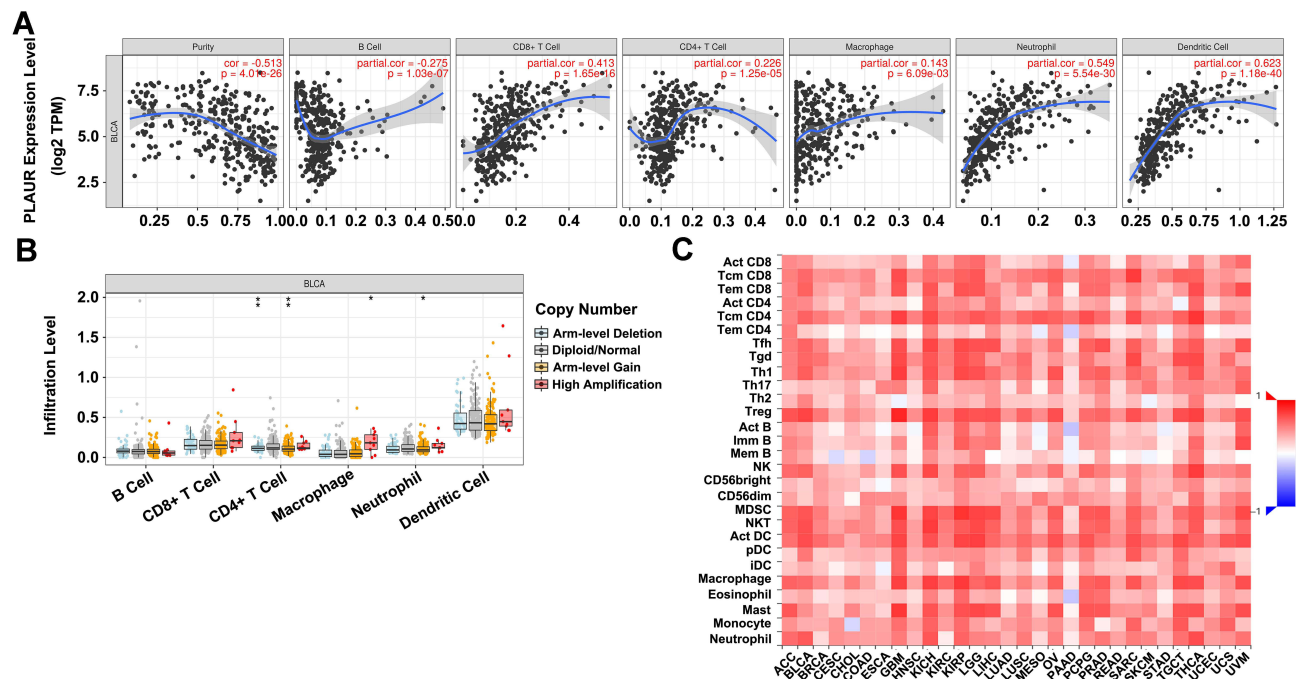 A
PLAUR Expression Level
(log2 TPM)
BLCA
Purity
B Cell
CD8+ T Cell
CD4+ T Cell
Macrophage
Neutrophil
Dendritic Cell
cor = -0.513
p = 4.01e-26
partial.cor = -0.275
p = 1.03e-07
partial.cor = 0.413
p = 1.65e-16
partial.cor = 0.226
p = 1.25e-05
partial.cor = 0.143
p = 6.09e-03
partial.cor = 0.549
p = 5.54e-30
partial.cor = 0.623
p = 1.18e-40
7.5
5.0
2.5
0.25 0.5 0.75 1.00
0.0 0.1 0.2 0.3 0.4 0.50
0.0 0.2 0.4
0.0 0.1 0.2 0.3 0.4
0.0 0.1 0.2 0.3 0.4
0.1 0.2 0.3
0.25 0.50 0.75 1.00 1.25
B
BLCA
Infiltration Level
2.0
1.5
1.0
0.5
0.0
* * * * * *
B Cell
CD8+ T Cell
CD4+ T Cell
Macrophage
Neutrophil
Dendritic Cell
Copy Number
Arm-level Deletion
Diploid/Normal
Arm-level Gain
High Amplification
C
Act CD8
Tcm CD8
Tem CD8
Act CD4
Tcm CD4
Tem CD4
Tfh
Tgd
Th1
Th17
Th2
Treg
Act B
Imm B
Mem B
NK
CD56bright
CD56dim
MDSC
NKT
Act DC
pDC
iDC
Macrophage
Eosinophil
Mast
Monocyte
Neutrophil
ACC
BLCA
BRCA
CESC
CHOL
COAD
ESCA
GBM
HNSC
KICH
KIRC
KIRP
LGG
LIHC
LUAD
LUSC
MESO
OV
PAAD
PCPG
PRAD
READ
SARC
SKCM
STAD
TGCT
THCA
UCEC
UCS
UVM
1
-1